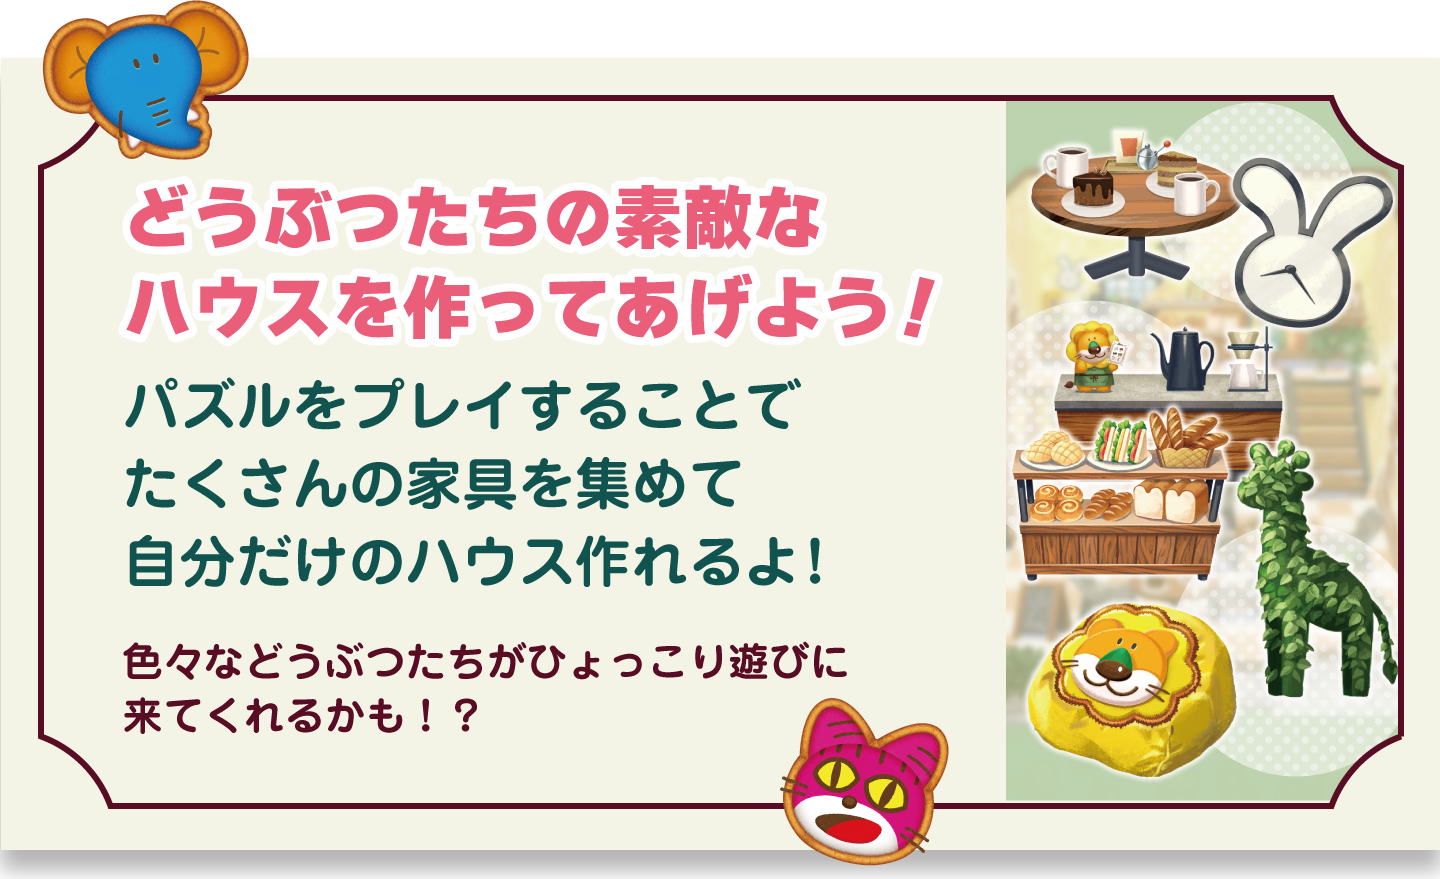 どうぶつたちの素敵な
ハウスを作ってあげよう！
パズルをプレイすることで
たくさんの家具を集めて
自分だけのハウス作れるよ！
色々などうぶつたちがひょっこり遊びに
来てくれるかも！？